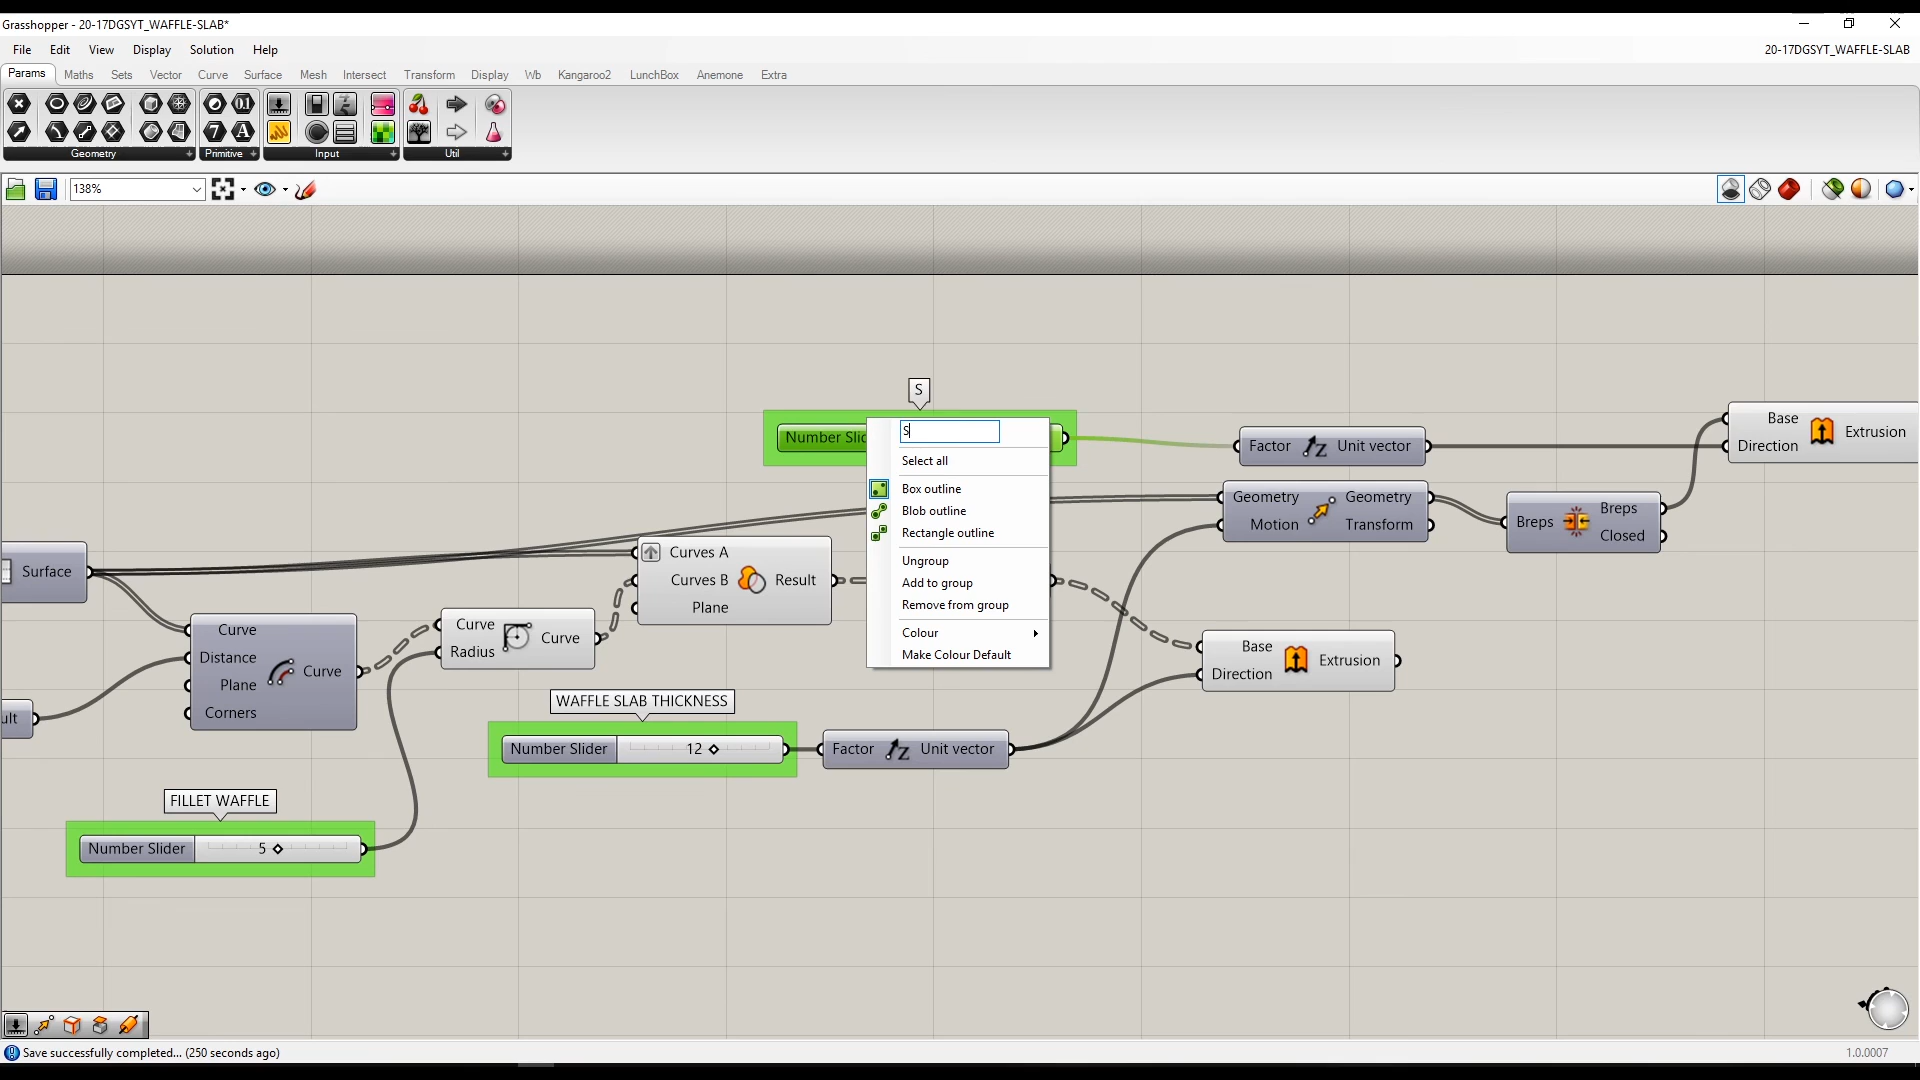 Grasshopper - 20-17DGSYT_WAFFLE-SLAB*
File Edit View Display Solution Help
20-17DGSYT_WAFFLE-SLAB
Params Maths Sets Vector Curve Surface Mesh Intersect Transform Display Wb Kangaroo2 LunchBox Anemone Extra
Geometry
Primitive
Input
Util
138%
S
Number Slid
S
Select all
Box outline
Blob outline
Rectangle outline
Ungroup
Add to group
Remove from group
Colour
Make Colour Default
Factor Unit vector
Base
Direction
Extrusion
Geometry Geometry
Motion Transform
Breps Breps
Closed
Surface
Curves A
Curves B Result
Plane
Curve
Distance
Plane
Corners
Curve
Curve
Radius
Curve
Base
Direction
Extrusion
ult
WAFFLE SLAB THICKNESS
Number Slider 12
Factor Unit vector
FILLET WAFFLE
Number Slider 5
Save successfully completed... (250 seconds ago)
1.0.0007